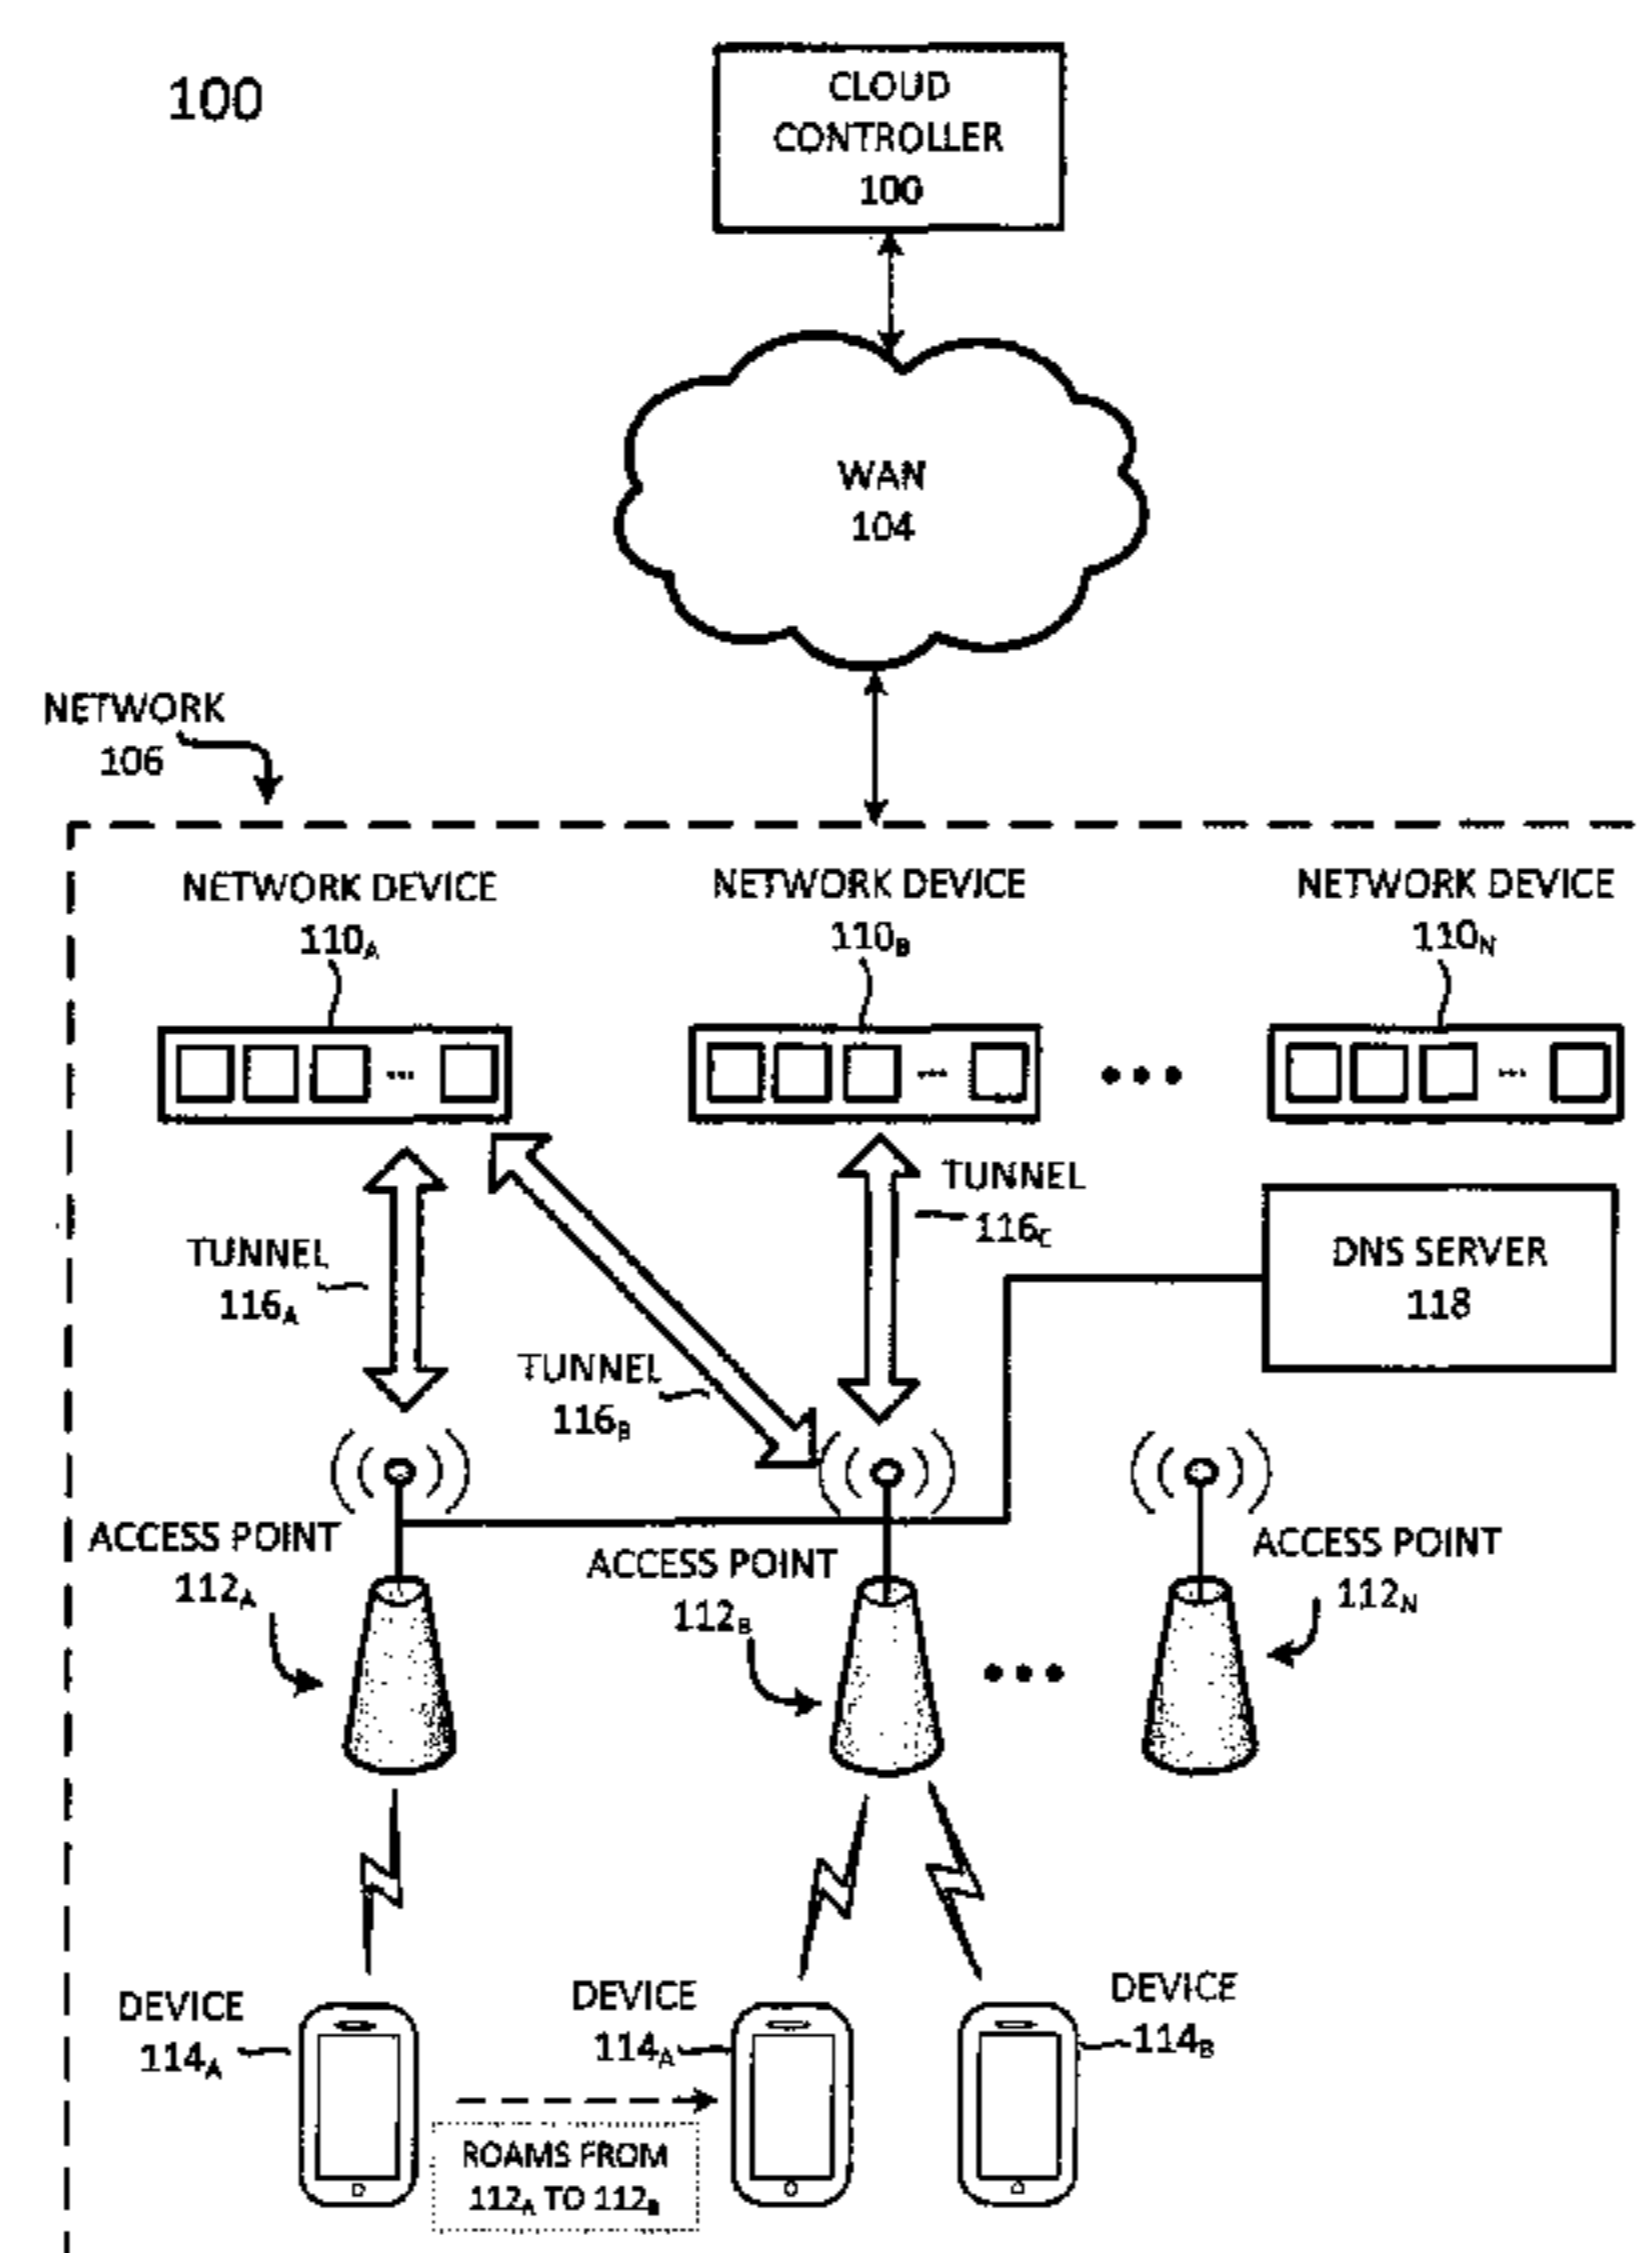 100
CLOUD
CONTROLLER
100
WAN
104
NETWORK
106
NETWORK DEVICE
110A
NETWORK DEVICE
110B
NETWORK DEVICE
110N
...
...
...
TUNNEL
116A
TUNNEL
116B
TUNNEL
116C
DNS SERVER
118
ACCESS POINT
112A
ACCESS POINT
112B
ACCESS POINT
112N
DEVICE
114A
DEVICE
114A
DEVICE
114B
ROAMS FROM
112A TO 112B